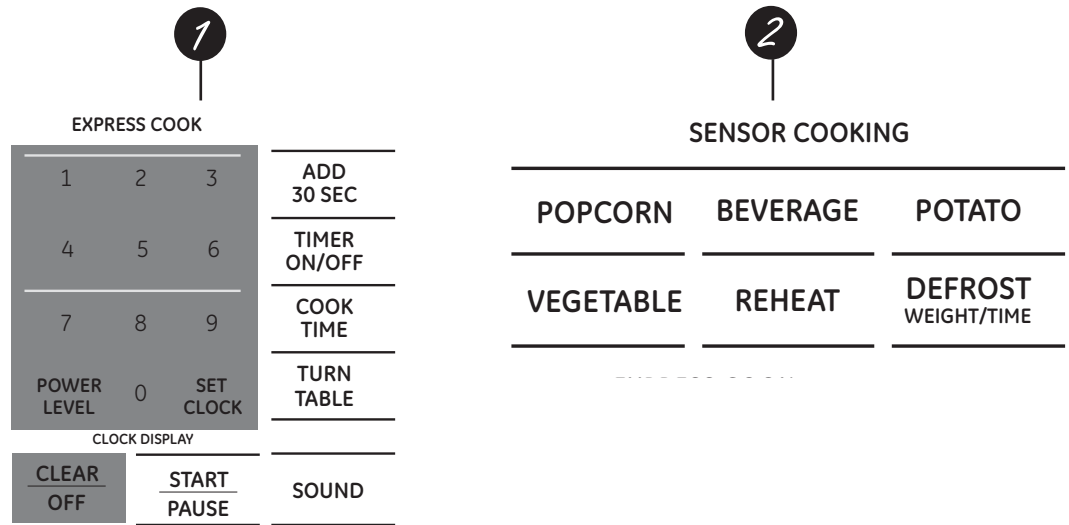 1
EXPRESS COOK
1 2 3
ADD
30 SEC
4 5 6
TIMER
ON/OFF
7 8 9
COOK
TIME
POWER
LEVEL
0
SET
CLOCK
TURN
TABLE
CLOCK DISPLAY
CLEAR
OFF
START
PAUSE
SOUND
2
SENSOR COOKING
POPCORN BEVERAGE POTATO
VEGETABLE REHEAT DEFROST
WEIGHT/TIME